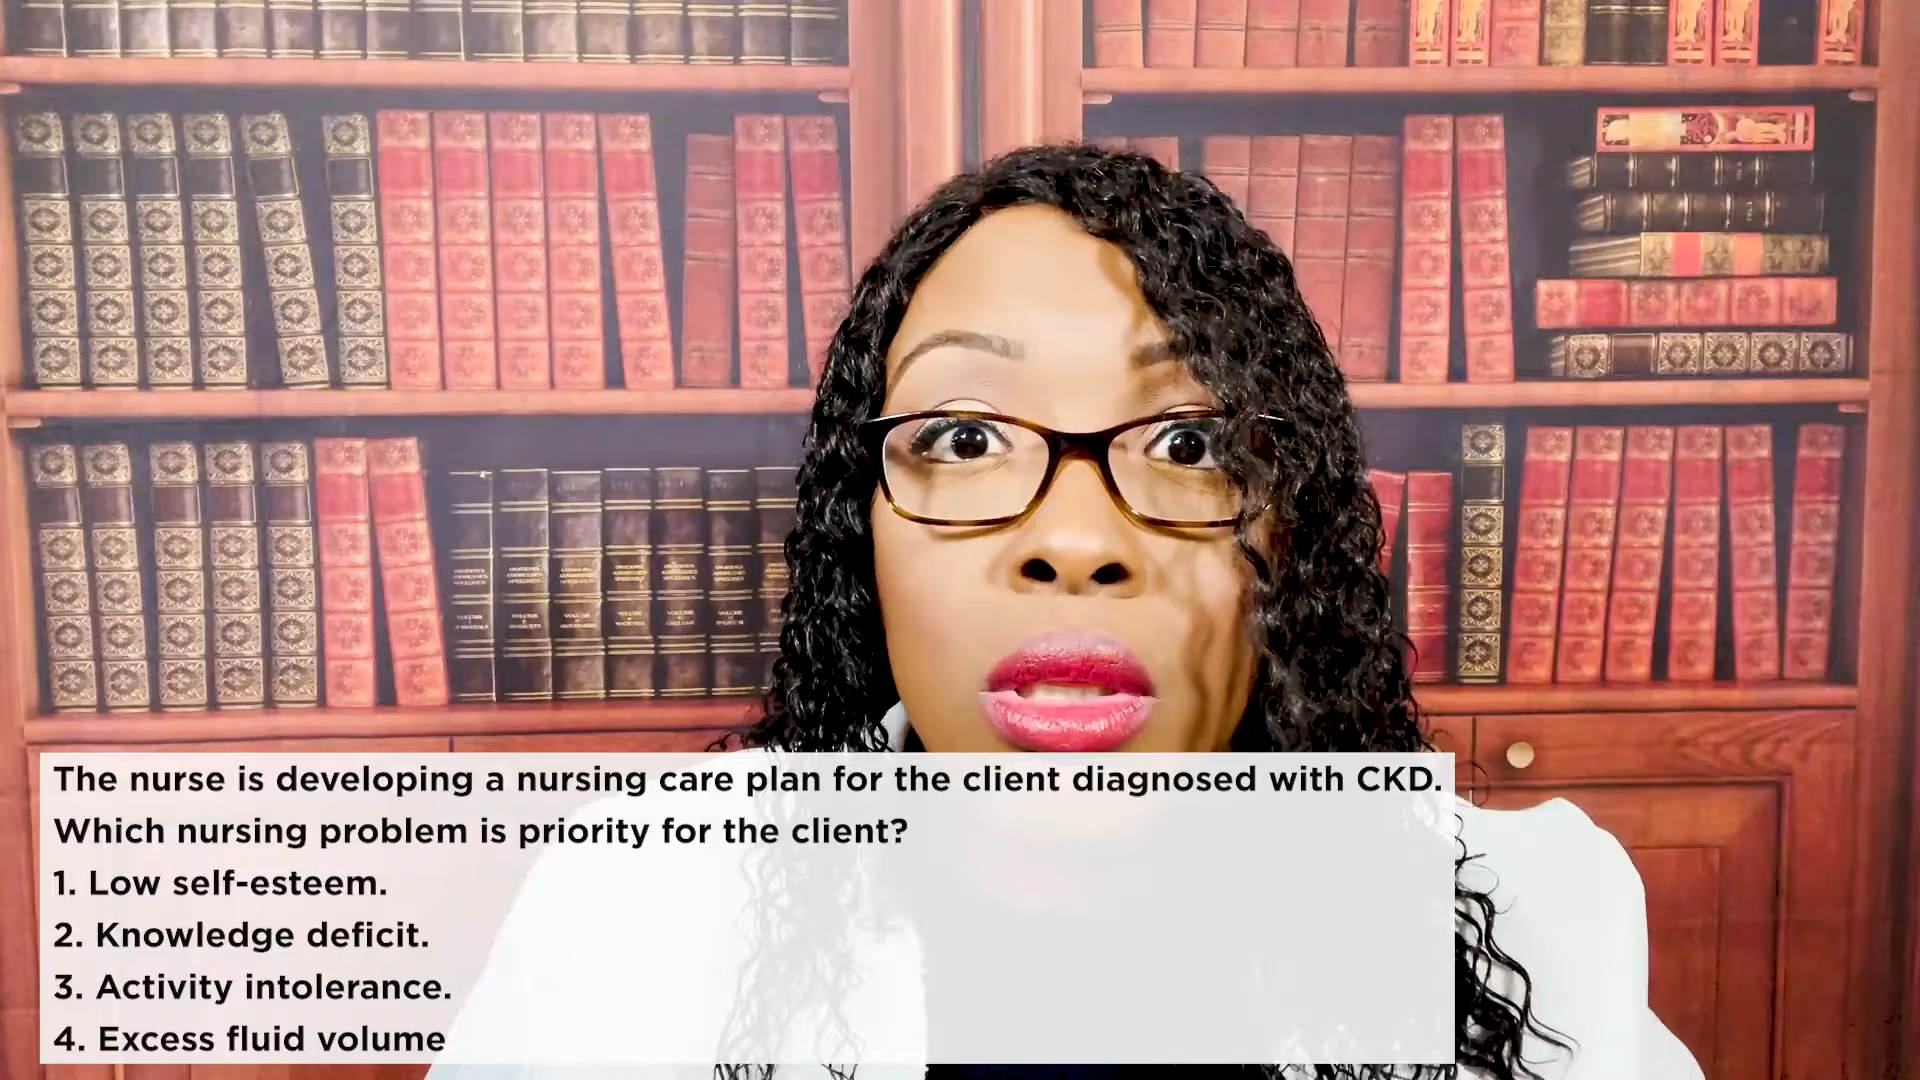 The nurse is developing a nursing care plan for the client diagnosed with CKD.
Which nursing problem is priority for the client?
1. Low self-esteem.
2. Knowledge deficit.
3. Activity intolerance.
4. Excess fluid volume